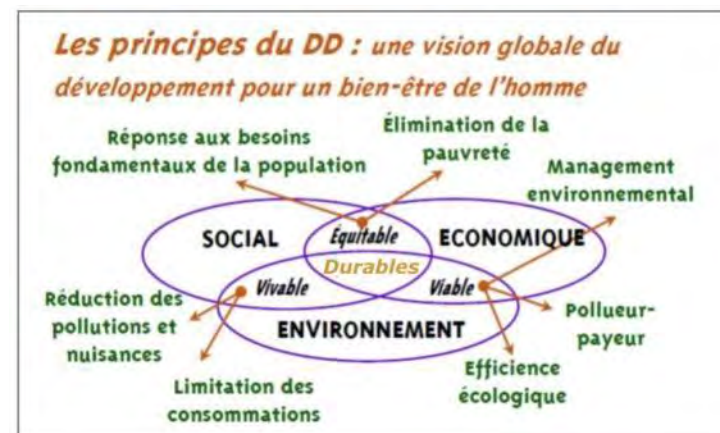 Les principes du DD : une vision globale du
développement pour un bien-être de l'homme
Réponse aux besoins
fondamentaux de la population
Élimination de la
pauvreté
Management
environnemental
SOCIAL
Équitable
ECONOMIQUE
Durables
Vivable
Viable
ENVIRONNEMENT
Réduction des
pollutions et
nuisances
Limitation des
consommations
Pollueur-
payeur
Efficience
écologique